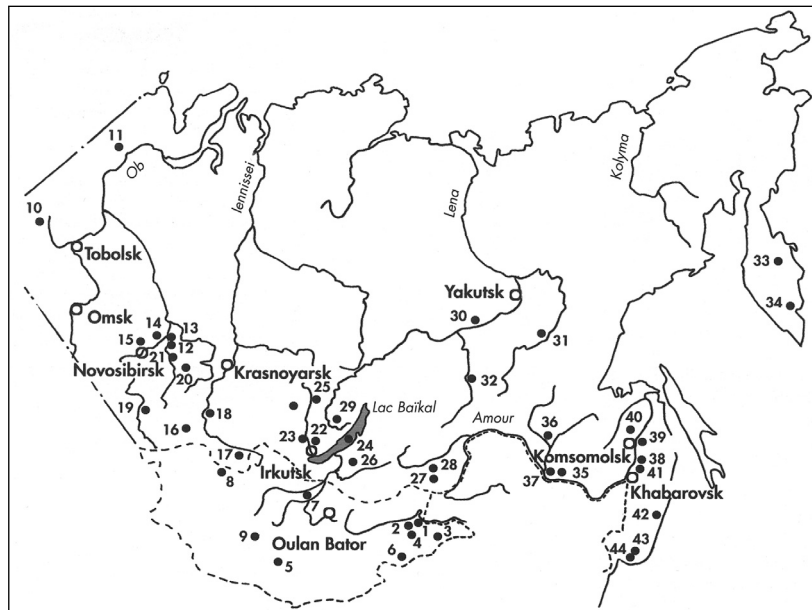 11
Ob
Iennissei
Lena
Kolyma
10
Tobolsk
33
Yakutsk
34
Omsk
30
31
14
13
15
12
21
Novosibirsk
20
Krasnoyarsk
32
25
Lac Baïkal
29
Amour
19
18
36
40
16
23
22
24
39
17
26
28
Komsomolsk
38
8
Irkutsk
27
37
35
41
Khabarovsk
7
42
9
Oulan Bator
2
1
3
4
43
5
6
44